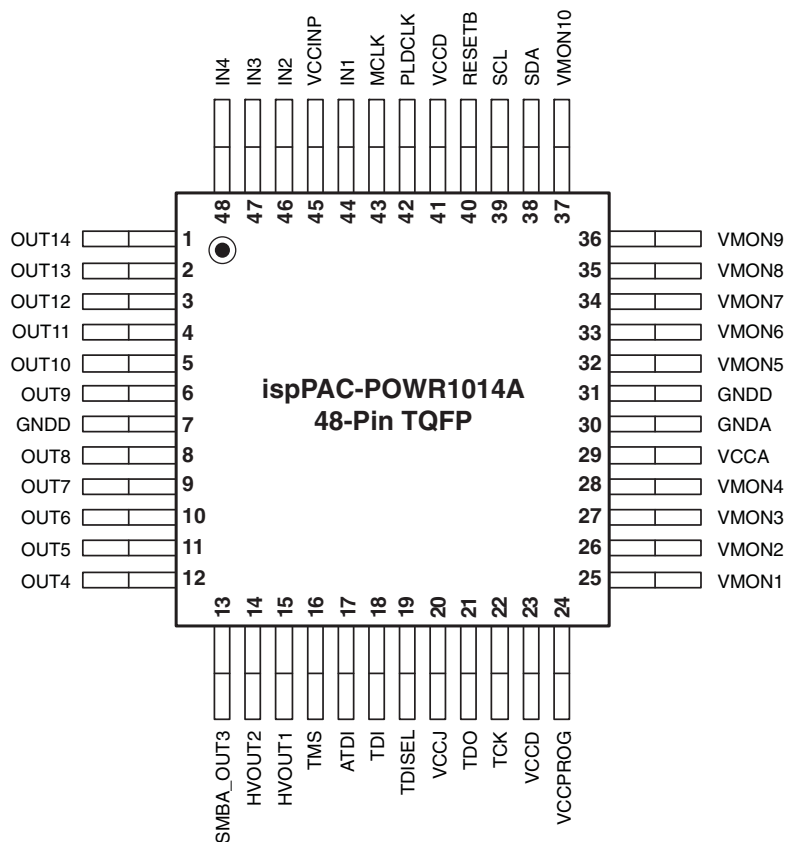 IN4
IN3
IN2
VCCINP
IN1
MCLK
PLDCLK
VCCD
RESETB
SCL
SDA
VMON10
48
47
46
45
44
43
42
41
40
39
38
37
OUT14 1
OUT13 2
OUT12 3
OUT11 4
OUT10 5
OUT9 6
GNDD 7
OUT8 8
OUT7 9
OUT6 10
OUT5 11
OUT4 12
ispPAC-POWR1014A
48-Pin TQFP
36 VMON9
35 VMON8
34 VMON7
33 VMON6
32 VMON5
31 GNDD
30 GNDA
29 VCCA
28 VMON4
27 VMON3
26 VMON2
25 VMON1
13
14
15
16
17
18
19
20
21
22
23
24
SMBA_OUT3
HVOUT2
HVOUT1
TMS
ATDI
TDI
TDISEL
VCCJ
TDO
TCK
VCCD
VCCPROG